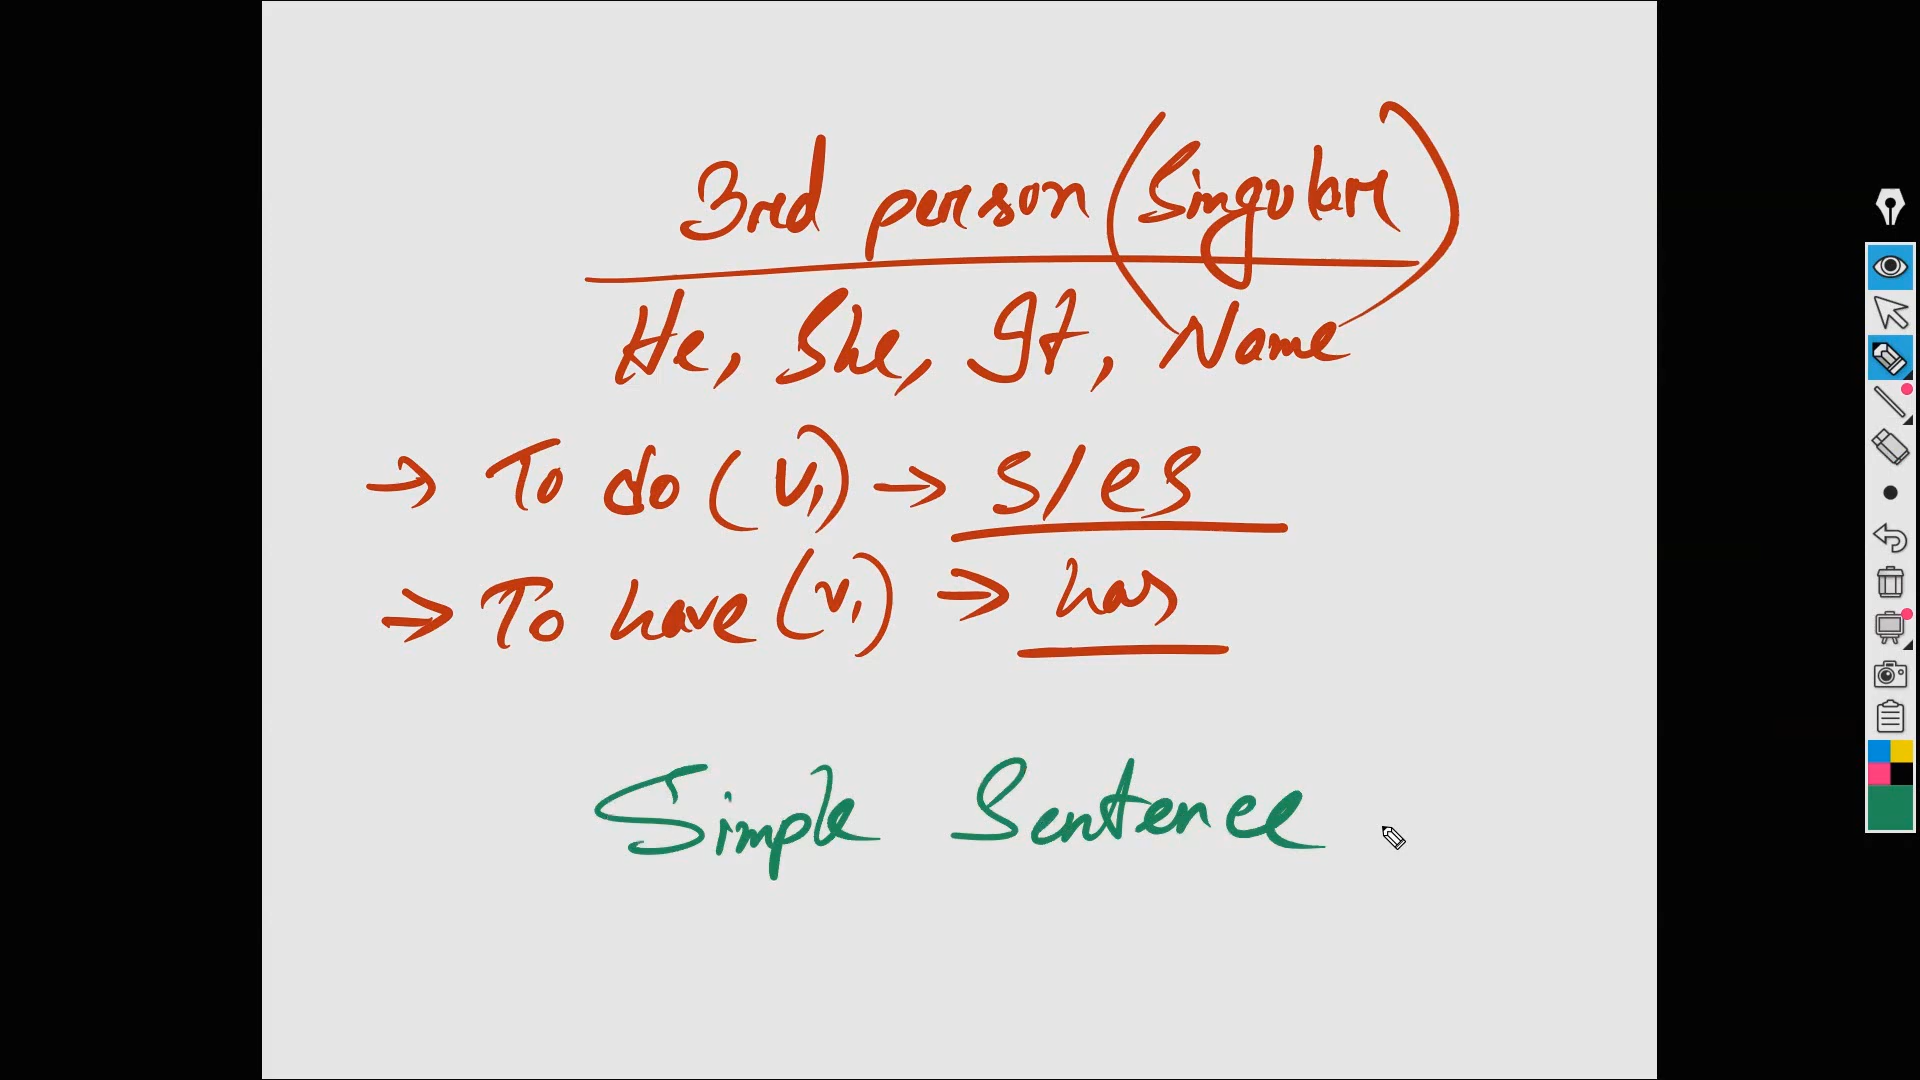 3rd person (Singular)
He, She, It, Name
→ To do (V1) → s/es
→ To have (V1) → has
Simple Sentence